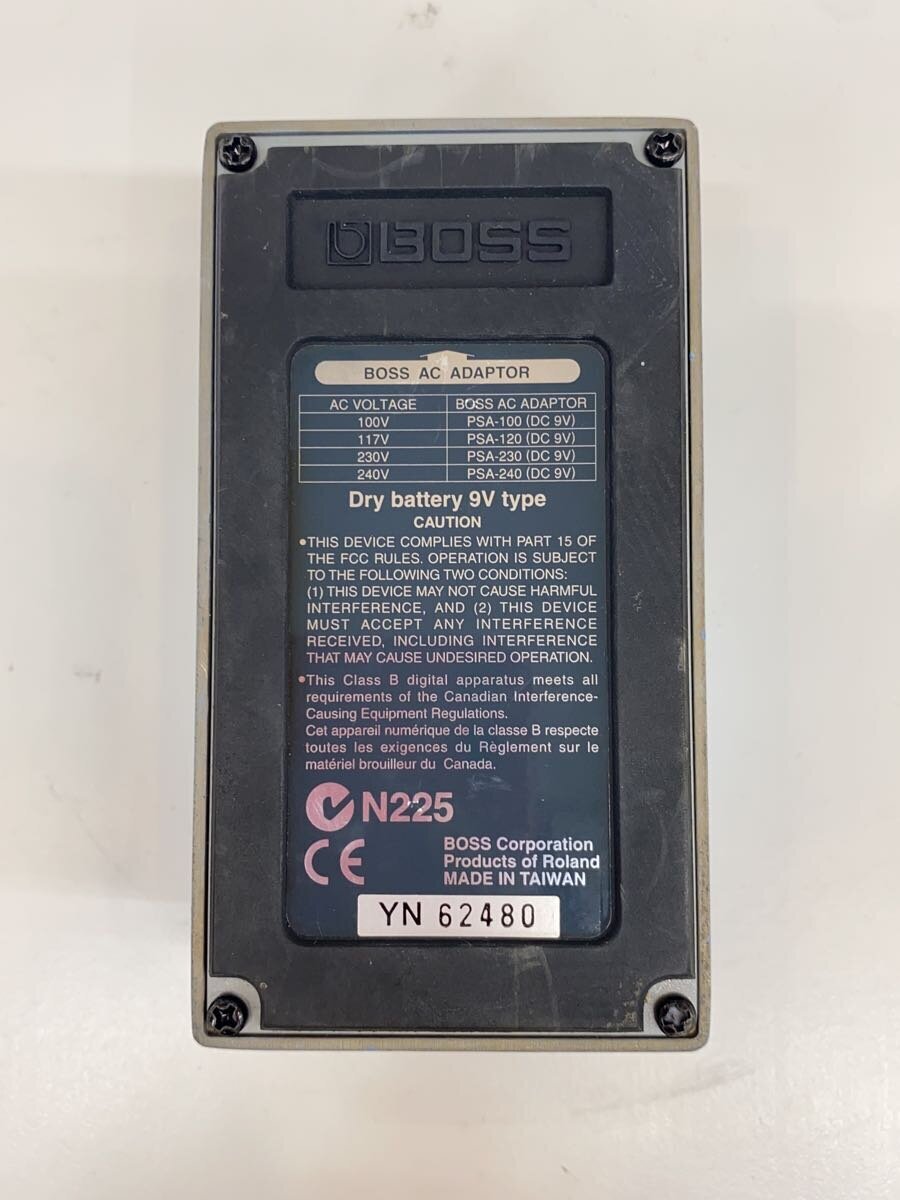 BOSS
BOSS AC ADAPTOR
AC VOLTAGE BOSS AC ADAPTOR
100V PSA-100 (DC 9V)
117V PSA-120 (DC 9V)
230V PSA-230 (DC 9V)
240V PSA-240 (DC 9V)
Dry battery 9V type
CAUTION
•THIS DEVICE COMPLIES WITH PART 15 OF
THE FCC RULES. OPERATION IS SUBJECT
TO THE FOLLOWING TWO CONDITIONS:
(1) THIS DEVICE MAY NOT CAUSE HARMFUL
INTERFERENCE, AND (2) THIS DEVICE
MUST ACCEPT ANY INTERFERENCE
RECEIVED, INCLUDING INTERFERENCE
THAT MAY CAUSE UNDESIRED OPERATION.
•This Class B digital apparatus meets all
requirements of the Canadian Interference-
Causing Equipment Regulations.
Cet appareil numérique de la classe B respecte
toutes les exigences du Règlement sur le
matériel brouilleur du Canada.
N225
CE
BOSS Corporation
Products of Roland
MADE IN TAIWAN
YN 62480